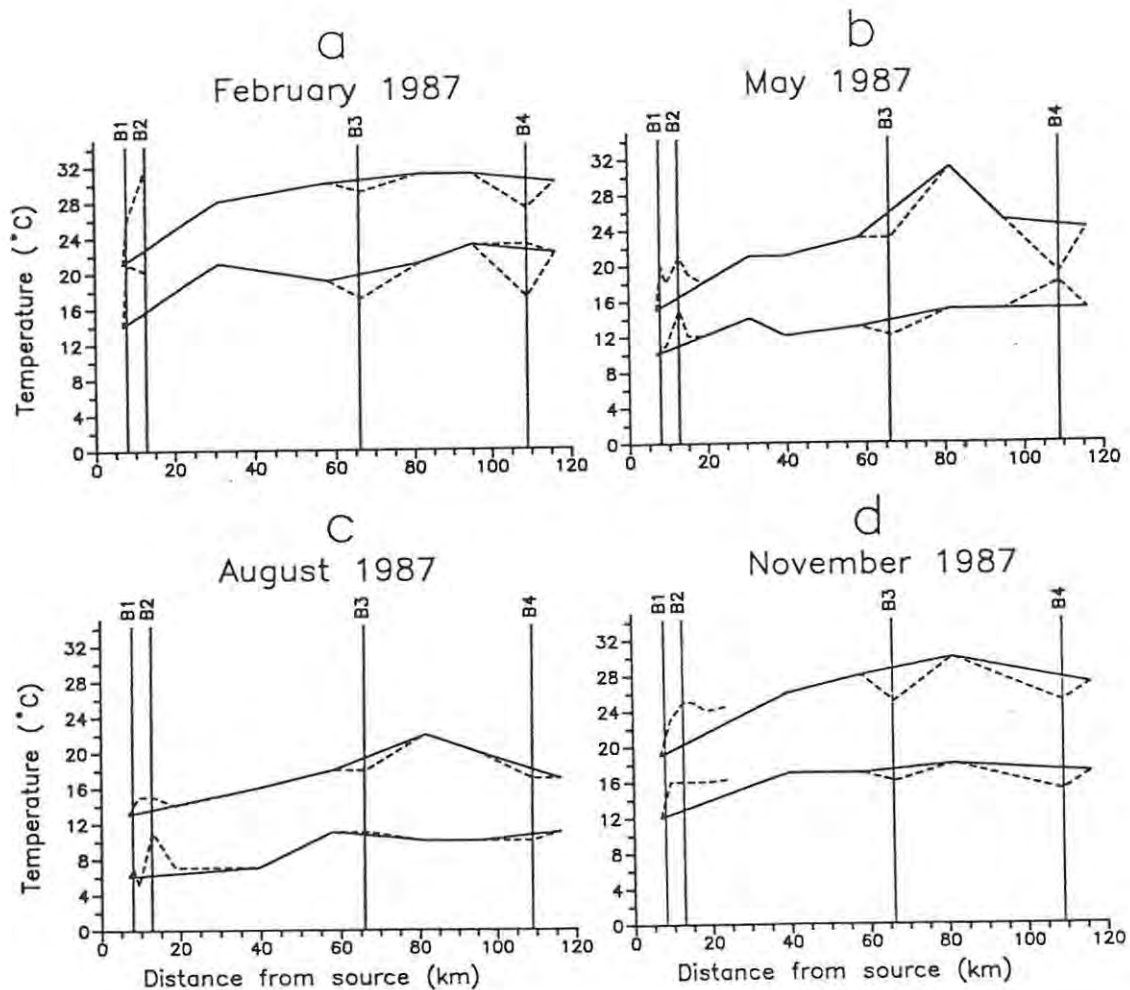 a
February 1987
B1
B2
B3
B4
Temperature (°C)
32
28
24
20
16
12
8
4
0
0 20 40 60 80 100 120
b
May 1987
B1
B2
B3
B4
32
28
24
20
16
12
8
4
0
0 20 40 60 80 100 120
c
August 1987
B1
B2
B3
B4
Temperature (°C)
32
28
24
20
16
12
8
4
0
0 20 40 60 80 100 120
Distance from source (km)
d
November 1987
B1
B2
B3
B4
32
28
24
20
16
12
8
4
0
0 20 40 60 80 100 120
Distance from source (km)